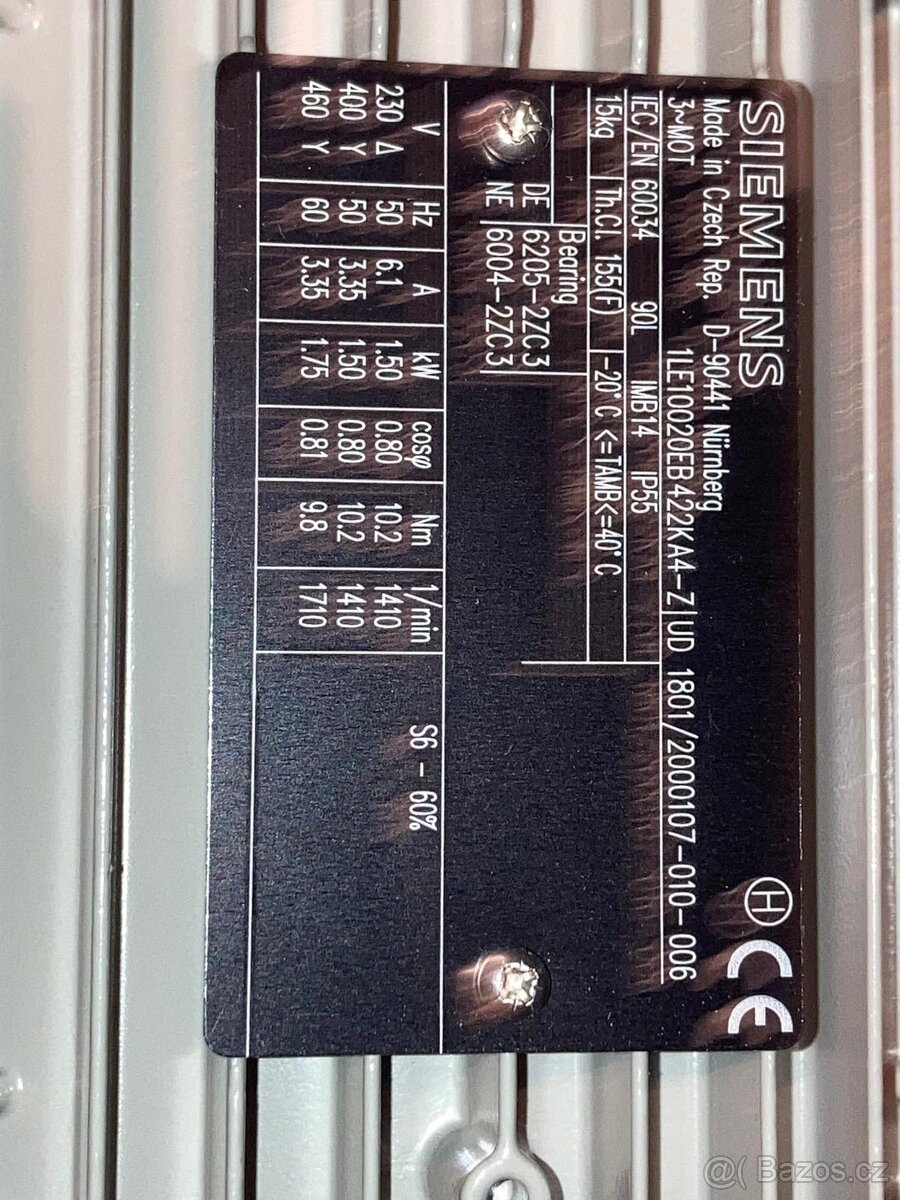 SIEMENS H CE
Made in Czech Rep. D-90441 Nürnberg
3~MOT 1LE10020EB422KA4-Z|UD 1801/2000107-010-006
IEC/EN 60034 90L IMB14 IP55
15kg Th.Cl. 155(F) -20°C <=TAMB<=40°C
Bearing
DE 6205-2ZC3
NE 6004-2ZC3
V Hz A kW cosφ Nm 1/min S6 - 60%
230 Δ 50 6.1 1.50 0.80 10.2 1410
400 Y 50 3.35 1.50 0.80 10.2 1410
460 Y 60 3.35 1.75 0.81 9.8 1710
@( Bazos.cz